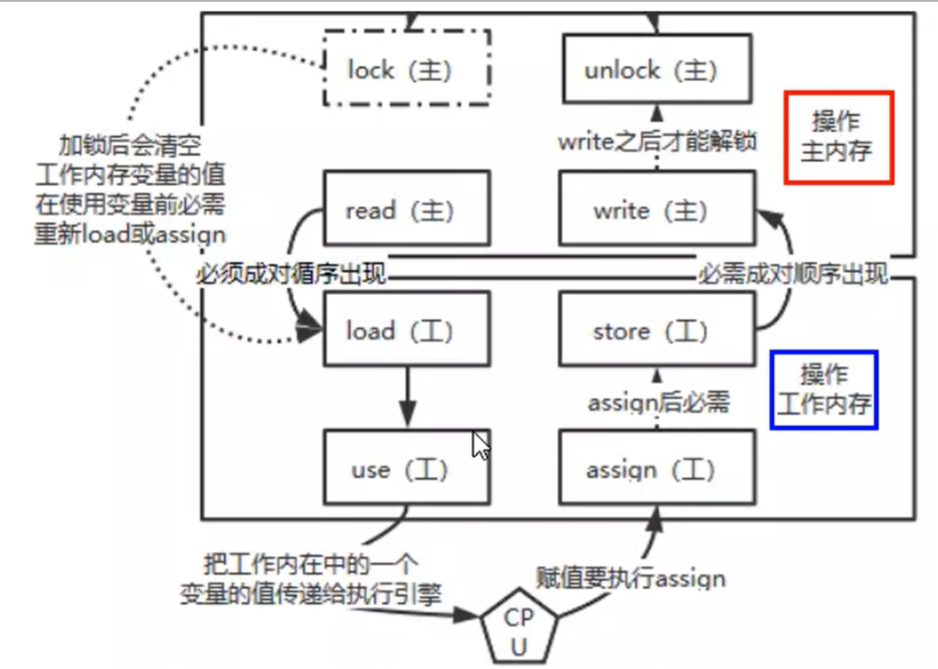 lock（主）
unlock（主）
操作
主内存
加锁后会清空
工作内存变量的值
在使用变量前必需
重新load或assign
write之后才能解锁
read（主）
write（主）
必须成对循序出现
必需成对顺序出现
load（工）
store（工）
操作
工作内存
assign后必需
use（工）
assign（工）
把工作内在中的一个
变量的值传递给执行引擎
赋值要执行assign
CP
U